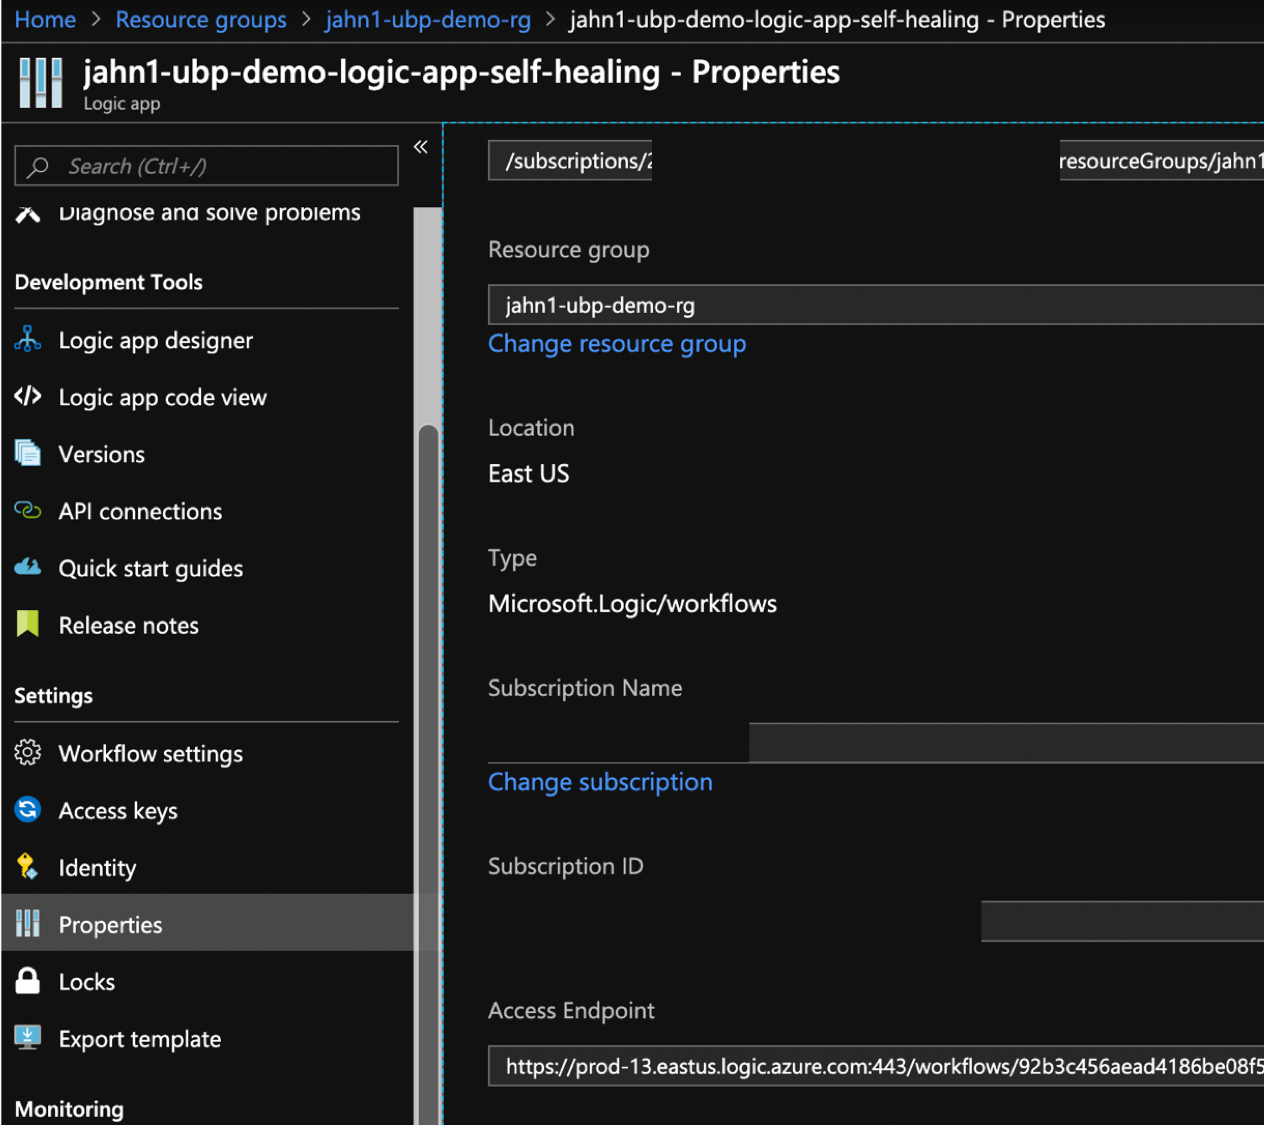 Home > Resource groups > jahn1-ubp-demo-rg > jahn1-ubp-demo-logic-app-self-healing - Properties
jahn1-ubp-demo-logic-app-self-healing - Properties
Logic app
«
Search (Ctrl+/)
Diagnose and solve problems
Development Tools
Logic app designer
Logic app code view
Versions
API connections
Quick start guides
Release notes
Settings
Workflow settings
Access keys
Identity
Properties
Locks
Export template
Monitoring
/subscriptions/2 resourceGroups/jahn1
Resource group
jahn1-ubp-demo-rg
Change resource group
Location
East US
Type
Microsoft.Logic/workflows
Subscription Name
Change subscription
Subscription ID
Access Endpoint
https://prod-13.eastus.logic.azure.com:443/workflows/92b3c456aead4186be08f5